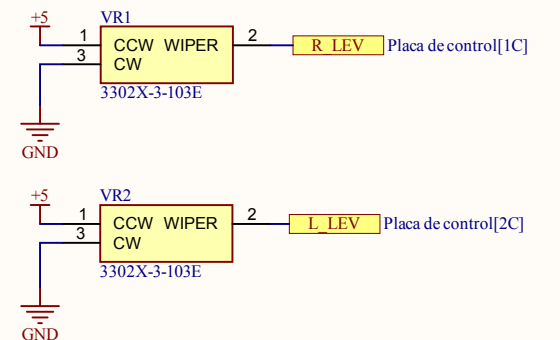 +5
VR1
1 CCW WIPER 2 R_LEV Placa de control[1C]
3 CW
3302X-3-103E
GND
+5
VR2
1 CCW WIPER 2 L_LEV Placa de control[2C]
3 CW
3302X-3-103E
GND